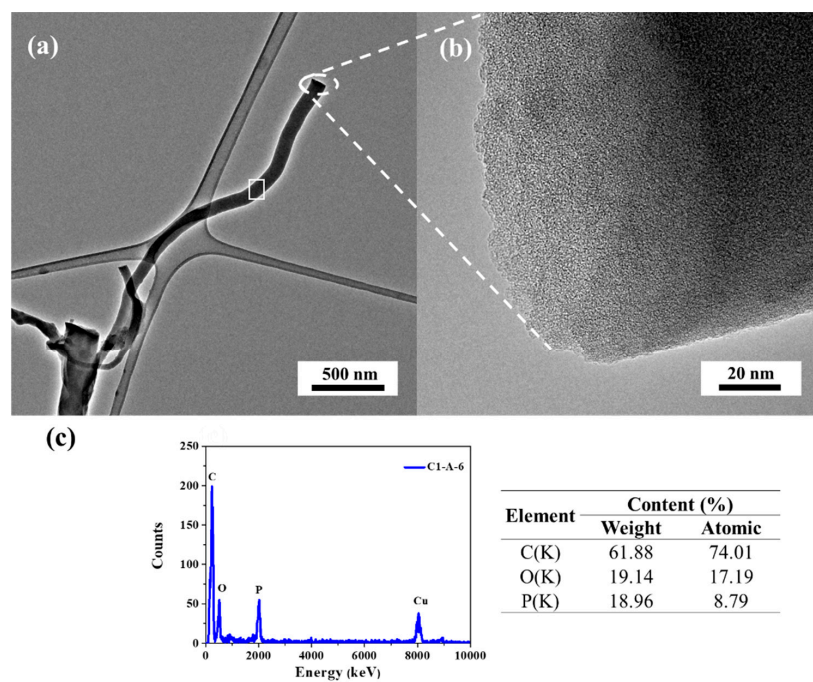 (a)
500 nm
(b)
20 nm
(c)
250
200
150
100
50
0
Counts
C
O
P
Cu
C1-A-6
0 2000 4000 6000 8000 10000
Energy (keV)
Element Content (%)
Weight Atomic
C(K) 61.88 74.01
O(K) 19.14 17.19
P(K) 18.96 8.79